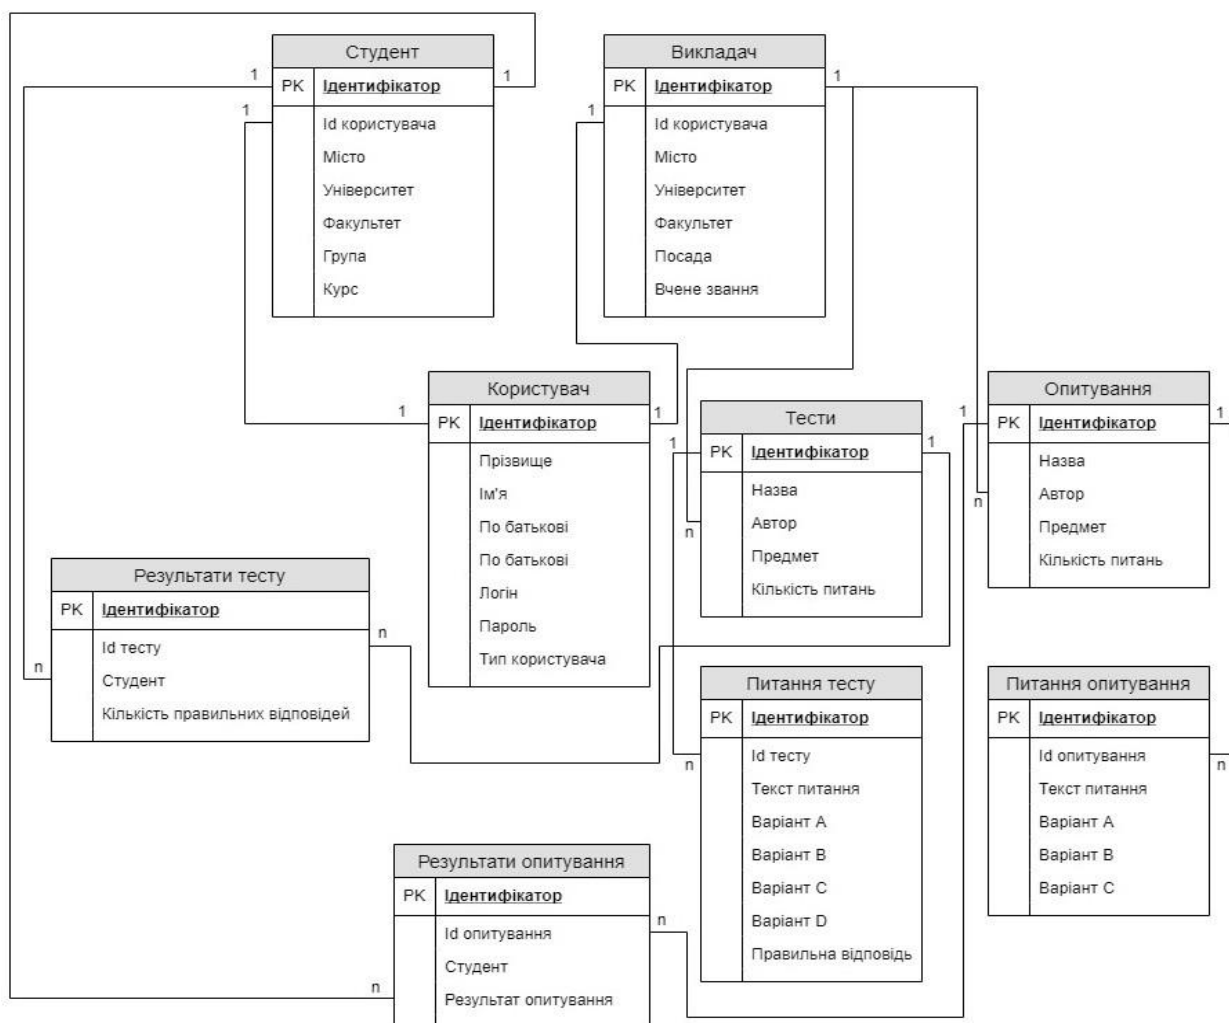 Студент
1
PK Ідентифікатор
1
1
Id користувача
Місто
Університет
Факультет
Група
Курс
Викладач
PK Ідентифікатор
1
1
Id користувача
Місто
Університет
Факультет
Посада
Вчене звання
Користувач
1
PK Ідентифікатор
1
Прізвище
Ім'я
По батькові
По батькові
Логін
Пароль
Тип користувача
Тести
1
PK Ідентифікатор
1
Назва
Автор
n
Предмет
Кількість питань
Опитування
1
PK Ідентифікатор
1
Назва
Автор
n
Предмет
Кількість питань
Результати тесту
PK Ідентифікатор
n
Id тесту
n
Студент
Кількість правильних відповідей
Питання тесту
PK Ідентифікатор
Id тесту
n
Текст питання
Варіант A
Варіант B
Варіант C
Варіант D
Правильна відповідь
Питання опитування
PK Ідентифікатор
Id опитування
n
Текст питання
Варіант A
Варіант B
Варіант C
Результати опитування
PK Ідентифікатор
n
Id опитування
Студент
n
Результат опитування